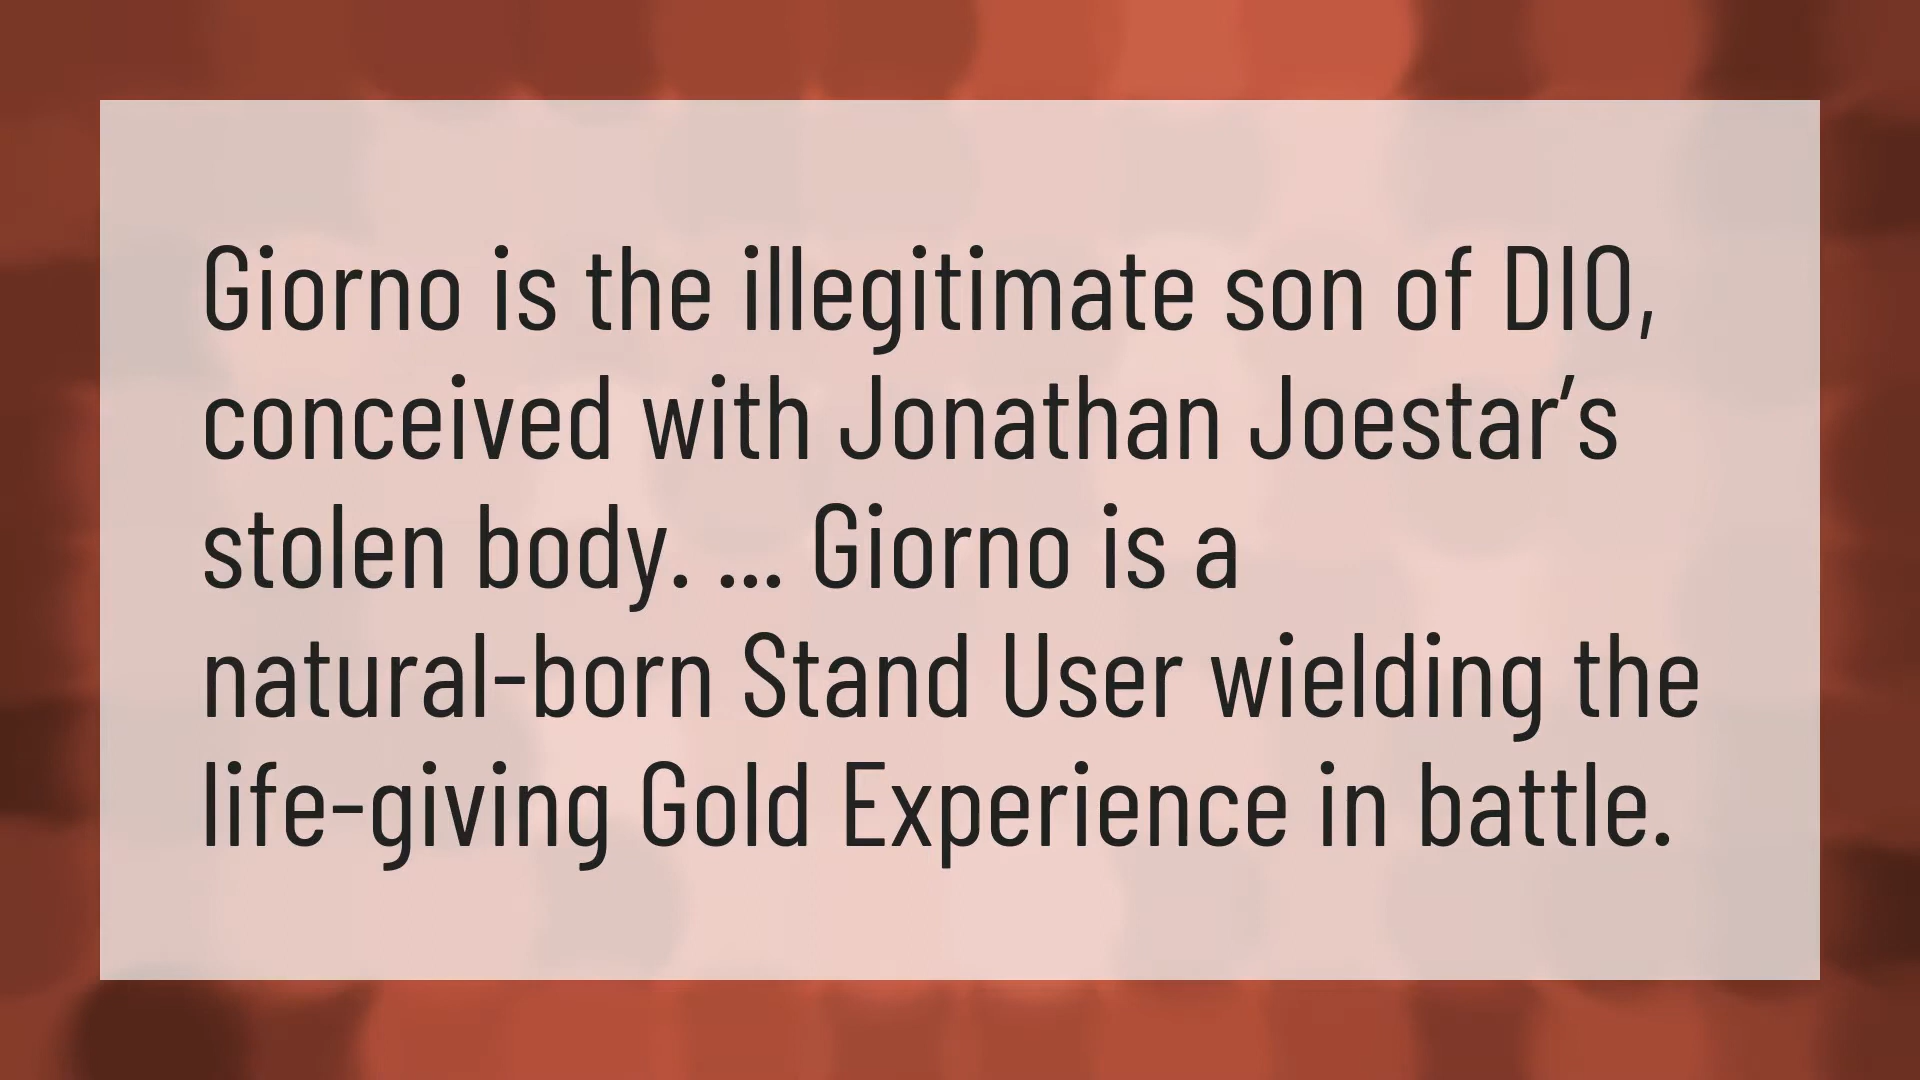 Giorno is the illegitimate son of DIO,
conceived with Jonathan Joestar’s
stolen body. ... Giorno is a
natural-born Stand User wielding the
life-giving Gold Experience in battle.